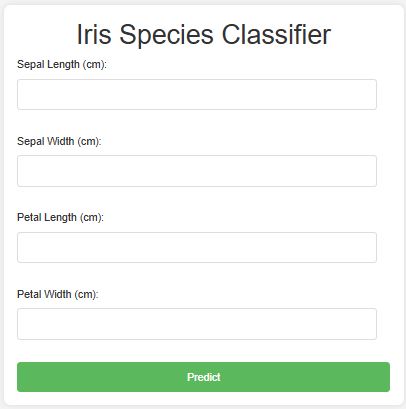 Iris Species Classifier
Sepal Length (cm):
Sepal Width (cm):
Petal Length (cm):
Petal Width (cm):
Predict